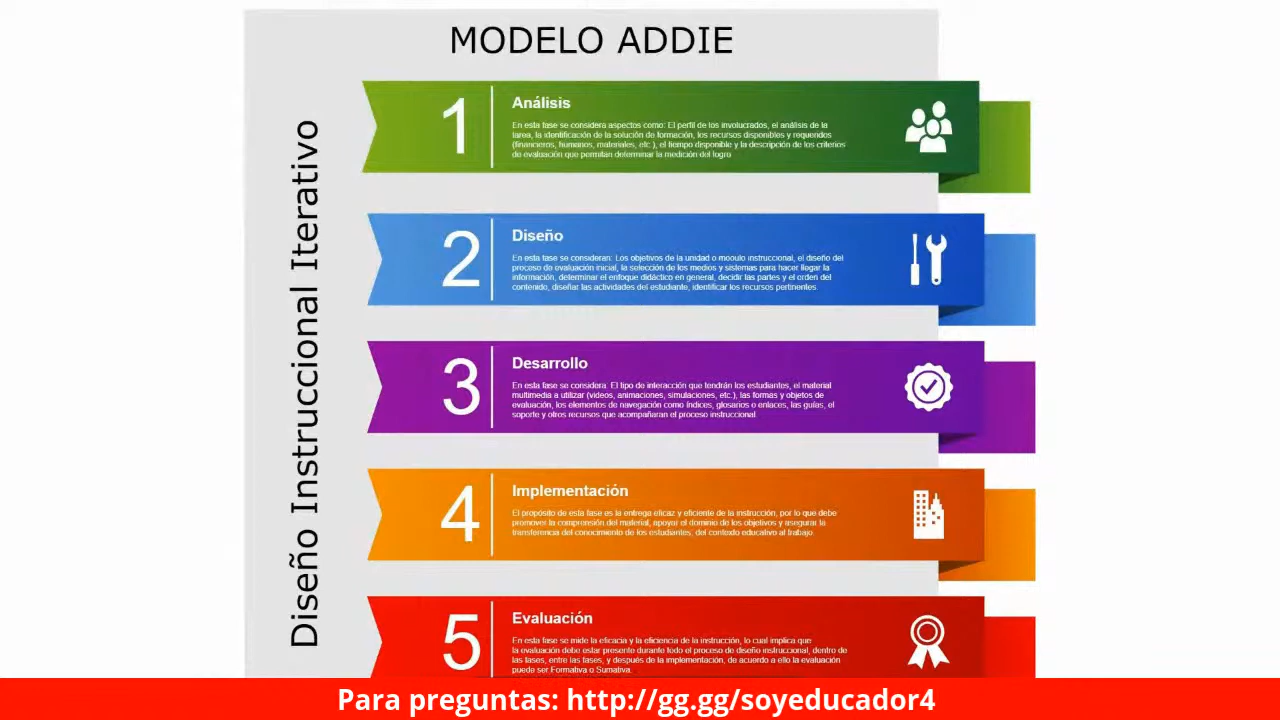 MODELO ADDIE
Diseño Instruccional Iterativo
1
Análisis
En esta fase se considera aspectos como: El perfil de los involucrados, el análisis de la
tarea, la identificación de la solución de formación, los recursos disponibles y requeridos
(financieros, humanos, materiales, etc.), el tiempo disponible y la descripción de los criterios
de evaluación que permitan determinar la medición del logro
2
Diseño
En esta fase se consideran: Los objetivos de la unidad o módulo instruccional, el diseño del
proceso de evaluación inicial, la selección de los medios y sistemas para hacer llegar la
información, determinar el enfoque didáctico en general, decidir las partes y el orden del
contenido, diseñar las actividades del estudiante, identificar los recursos pertinentes.
3
Desarrollo
En esta fase se considera: El tipo de interacción que tendrán los estudiantes, el material
multimedia a utilizar (videos, animaciones, simulaciones, etc.), las formas y objetos de
evaluación, los elementos de navegación como índices, glosarios o enlaces, las guías, el
soporte y otros recursos que acompañaran el proceso instruccional.
4
Implementación
El propósito de esta fase es la entrega eficaz y eficiente de la instrucción, por lo que debe
promover la comprensión del material, apoyar el dominio de los objetivos y asegurar la
transferencia del conocimiento de los estudiantes, del contexto educativo al trabajo.
5
Evaluación
En esta fase se mide la eficacia y la eficiencia de la instrucción, lo cual implica que
la evaluación debe estar presente durante todo el proceso de diseño instruccional, dentro de
las fases, entre las fases, y después de la implementación, de acuerdo a ello la evaluación
puede ser Formativa o Sumativa.
Para preguntas: http://gg.gg/soyeducador4